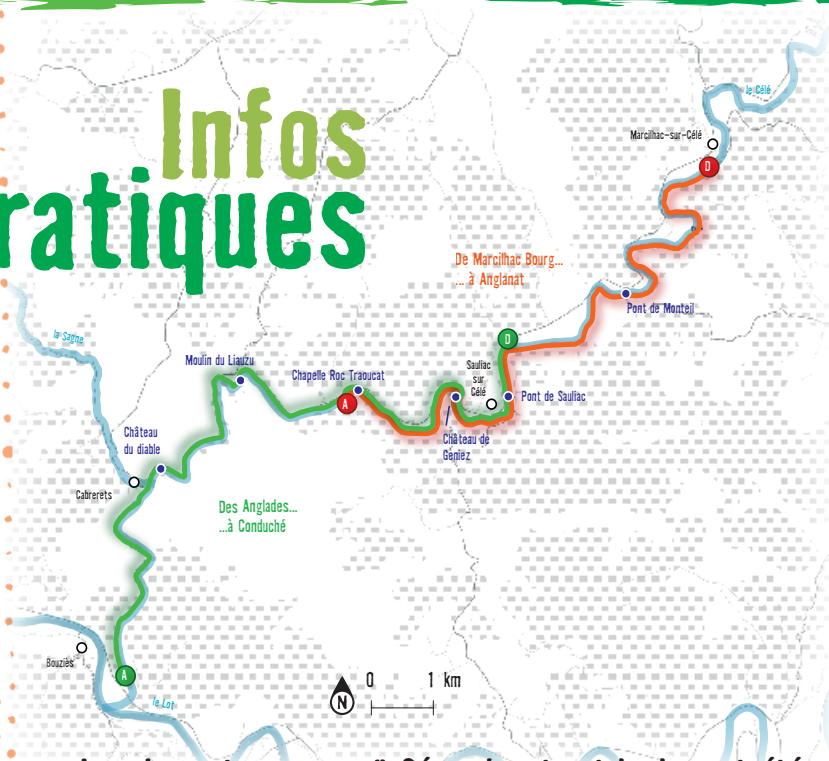 Infos
ratiques
le Célé
Marcilhac-sur-Célé
D
De Marcilhac Bourg...
... à Anglanat
Pont de Monteil
la Sagne
D
Moulin du Liauzu
Chapelle Roc Traoucat
Sauliac
sur
Célé
Pont de Sauliac
A
Château
du diable
Château de
Geniez
Cabrerets
Des Anglades...
...à Conduché
Bouziès
A
le Lot
0 1 km
N